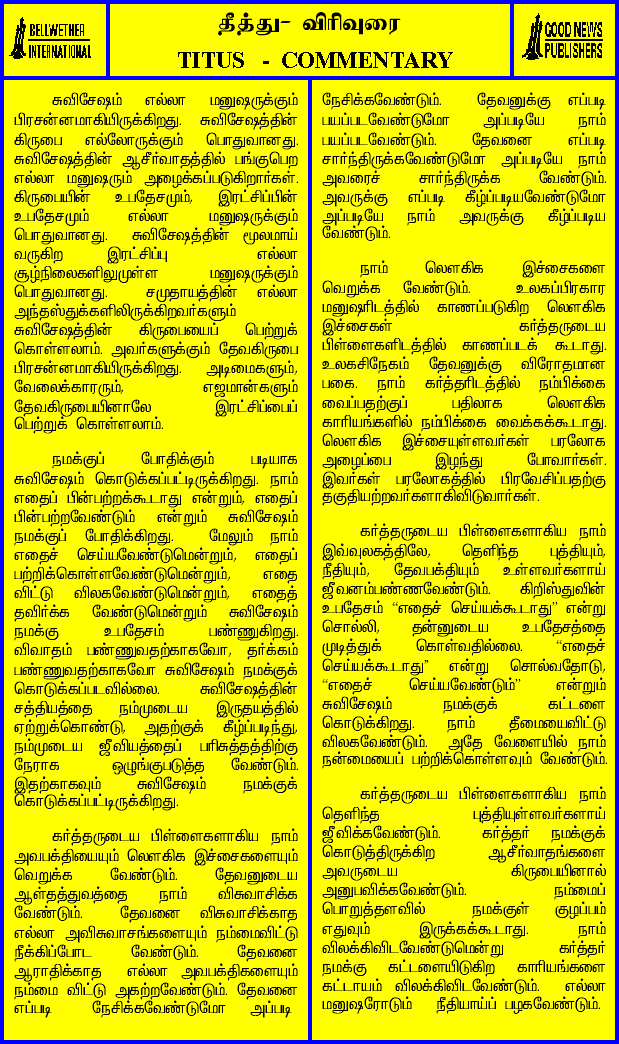 BELLWETHER
INTERNATIONAL
தீத்து- விரிவுரை
TITUS - COMMENTARY
GOOD NEWS
PUBLISHERS
சுவிசேஷம் எல்லா மனுஷருக்கும்
பிரசன்னமாகியிருக்கிறது. சுவிசேஷத்தின்
கிருபை எல்லோருக்கும் பொதுவானது.
சுவிசேஷத்தின் ஆசீர்வாதத்தில் பங்குபெற
எல்லா மனுஷரும் அழைக்கப்படுகிறார்கள்.
கிருபையின் உபதேசமும், இரட்சிப்பின்
உபதேசமும் எல்லா மனுஷருக்கும்
பொதுவானது. சுவிசேஷத்தின் மூலமாய்
வருகிற இரட்சிப்பு எல்லா
சூழ்நிலைகளிலுமுள்ள மனுஷருக்கும்
பொதுவானது. சமுதாயத்தின் எல்லா
அந்தஸ்துக்களிலிருக்கிறவர்களும்
சுவிசேஷத்தின் கிருபையைப் பெற்றுக்
கொள்ளலாம். அவர்களுக்கும் தேவகிருபை
பிரசன்னமாகியிருக்கிறது. அடிமைகளும்,
வேலைக்காரரும், எஜமான்களும்
தேவகிருபையினாலே இரட்சிப்பைப்
பெற்றுக் கொள்ளலாம்.
நமக்குப் போதிக்கும் படியாக
சுவிசேஷம் கொடுக்கப்பட்டிருக்கிறது. நாம்
எதைப் பின்பற்றக்கூடாது என்றும், எதைப்
பின்பற்றவேண்டும் என்றும் சுவிசேஷம்
நமக்குப் போதிக்கிறது. மேலும் நாம்
எதைச் செய்யவேண்டுமென்றும், எதைப்
பற்றிக்கொள்ளவேண்டுமென்றும், எதை
விட்டு விலகவேண்டுமென்றும், எதைத்
தவிர்க்க வேண்டுமென்றும் சுவிசேஷம்
நமக்கு உபதேசம் பண்ணுகிறது.
விவாதம் பண்ணுவதற்காகவோ, தர்க்கம்
பண்ணுவதற்காகவோ சுவிசேஷம் நமக்குக்
கொடுக்கப்படவில்லை. சுவிசேஷத்தின்
சத்தியத்தை நம்முடைய இருதயத்தில்
ஏற்றுக்கொண்டு, அதற்குக் கீழ்ப்படிந்து,
நம்முடைய ஜீவியத்தைப் பரிசுத்தத்திற்கு
நேராக ஒழுங்குபடுத்த வேண்டும்.
இதற்காகவும் சுவிசேஷம் நமக்குக்
கொடுக்கப்பட்டிருக்கிறது.
கர்த்தருடைய பிள்ளைகளாகிய நாம்
அவபக்தியையும் லௌகிக இச்சைகளையும்
வெறுக்க வேண்டும். தேவனுடைய
ஆள்தத்துவத்தை நாம் விசுவாசிக்க
வேண்டும். தேவனை விசுவாசிக்காத
எல்லா அவிசுவாசங்களையும் நம்மைவிட்டு
நீக்கிப்போட வேண்டும். தேவனை
ஆராதிக்காத எல்லா அவபக்திகளையும்
நம்மை விட்டு அகற்றவேண்டும். தேவனை
எப்படி நேசிக்கவேண்டுமோ அப்படி
நேசிக்கவேண்டும். தேவனுக்கு எப்படி
பயப்படவேண்டுமோ அப்படியே நாம்
பயப்படவேண்டும். தேவனை எப்படி
சார்ந்திருக்கவேண்டுமோ அப்படியே நாம்
அவரைச் சார்ந்திருக்க வேண்டும்.
அவருக்கு எப்படி கீழ்ப்படியவேண்டுமோ
அப்படியே நாம் அவருக்கு கீழ்ப்படிய
வேண்டும்.
நாம் லௌகிக இச்சைகளை
வெறுக்க வேண்டும். உலகப்பிரகார
மனுஷரிடத்தில் காணப்படுகிற லௌகிக
இச்சைகள் கர்த்தருடைய
பிள்ளைகளிடத்தில் காணப்படக் கூடாது.
உலகசிநேகம் தேவனுக்கு விரோதமான
பகை. நாம் கர்த்தரிடத்தில் நம்பிக்கை
வைப்பதற்குப் பதிலாக லௌகிக
காரியங்களில் நம்பிக்கை வைக்கக்கூடாது.
லௌகிக இச்சையுள்ளவர்கள் பரலோக
அழைப்பை இழந்து போவார்கள்.
இவர்கள் பரலோகத்தில் பிரவேசிப்பதற்கு
தகுதியற்றவர்களாகிவிடுவார்கள்.
கர்த்தருடைய பிள்ளைகளாகிய நாம்
இவ்வுலகத்திலே, தெளிந்த புத்தியும்,
நீதியும், தேவபக்தியும் உள்ளவர்களாய்
ஜீவனம்பண்ணவேண்டும். கிறிஸ்துவின்
உபதேசம் “எதைச் செய்யக்கூடாது” என்று
சொல்லி, தன்னுடைய உபதேசத்தை
முடித்துக் கொள்வதில்லை. “எதைச்
செய்யக்கூடாது” என்று சொல்வதோடு,
“எதைச் செய்யவேண்டும்” என்றும்
சுவிசேஷம் நமக்குக் கட்டளை
கொடுக்கிறது. நாம் தீமையைவிட்டு
விலகவேண்டும். அதே வேளையில் நாம்
நன்மையைப் பற்றிக்கொள்ளவும் வேண்டும்.
கர்த்தருடைய பிள்ளைகளாகிய நாம்
தெளிந்த புத்தியுள்ளவர்களாய்
ஜீவிக்கவேண்டும். கர்த்தர் நமக்குக்
கொடுத்திருக்கிற ஆசீர்வாதங்களை
அவருடைய கிருபையினால்
அனுபவிக்கவேண்டும். நம்மைப்
பொறுத்தளவில் நமக்குள் குழப்பம்
எதுவும் இருக்கக்கூடாது. நாம்
விலக்கிவிடவேண்டுமென்று கர்த்தர்
நமக்கு கட்டளையிடுகிற காரியங்களை
கட்டாயம் விலக்கிவிடவேண்டும். எல்லா
மனுஷரோடும் நீதியாய்ப் பழகவேண்டும்.